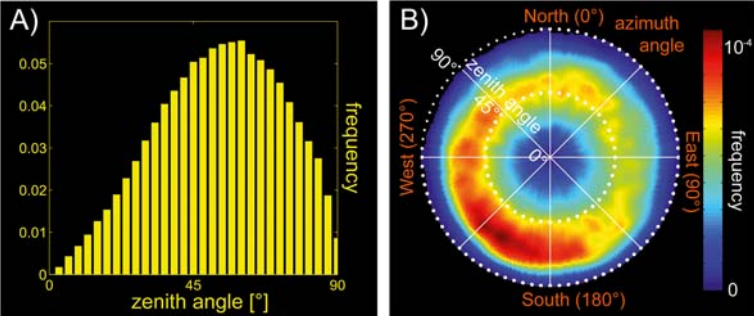 A)
0.05
0.04
0.03
0.02
0.01
0
0
45
90
zenith angle [°]
frequency
B)
North (0°)
azimuth
angle
90°
zenith angle
45°
0°
West (270°)
East (90°)
South (180°)
10-4
frequency
0